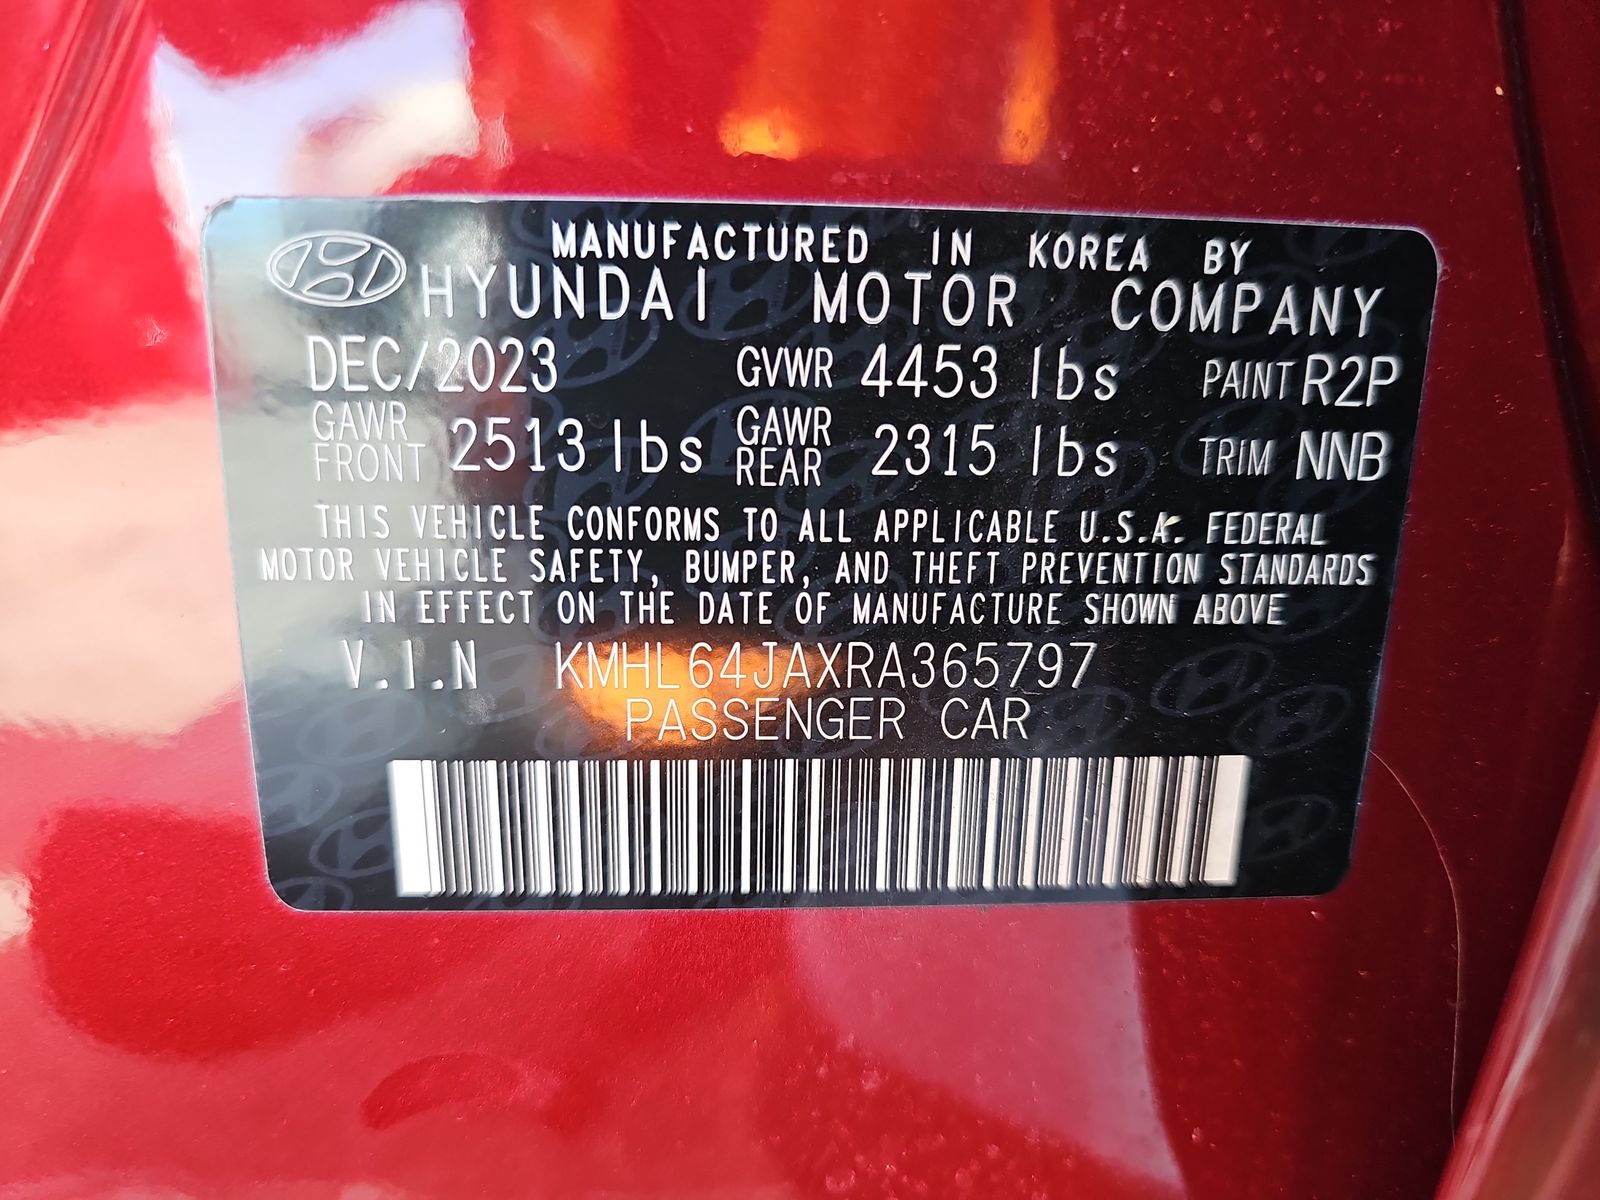 MANUFACTURED IN KOREA BY
HYUNDAI MOTOR COMPANY
DEC/2023 GVWR 4453 lbs PAINT R2P
GAWR FRONT 2513 lbs GAWR REAR 2315 lbs TRIM NNB
THIS VEHICLE CONFORMS TO ALL APPLICABLE U.S.A. FEDERAL
MOTOR VEHICLE SAFETY, BUMPER, AND THEFT PREVENTION STANDARDS
IN EFFECT ON THE DATE OF MANUFACTURE SHOWN ABOVE
V.I.N KMHL64JAXRA365797
PASSENGER CAR